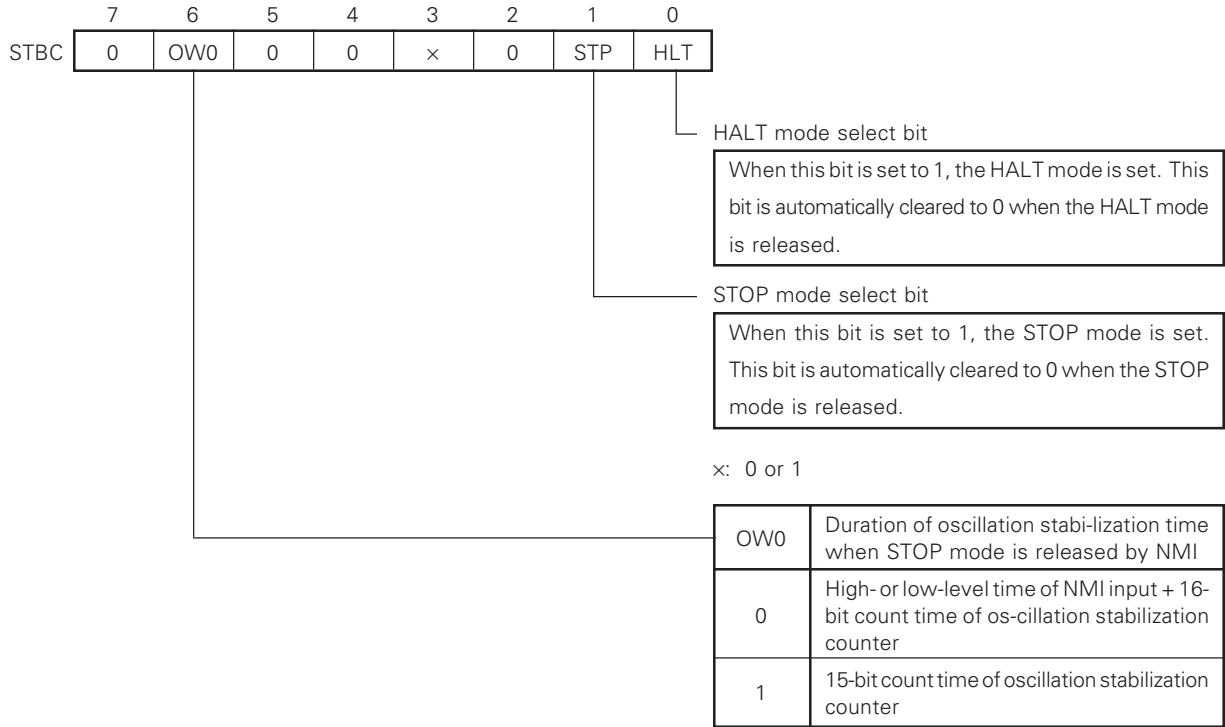 7 6 5 4 3 2 1 0
STBC 0 OW0 0 0 × 0 STP HLT
HALT mode select bit
When this bit is set to 1, the HALT mode is set. This
bit is automatically cleared to 0 when the HALT mode
is released.
STOP mode select bit
When this bit is set to 1, the STOP mode is set.
This bit is automatically cleared to 0 when the STOP
mode is released.
×: 0 or 1
OW0
Duration of oscillation stabi-lization time
when STOP mode is released by NMI
0
High- or low-level time of NMI input + 16-
bit count time of os-cillation stabilization
counter
1
15-bit count time of oscillation stabilization
counter